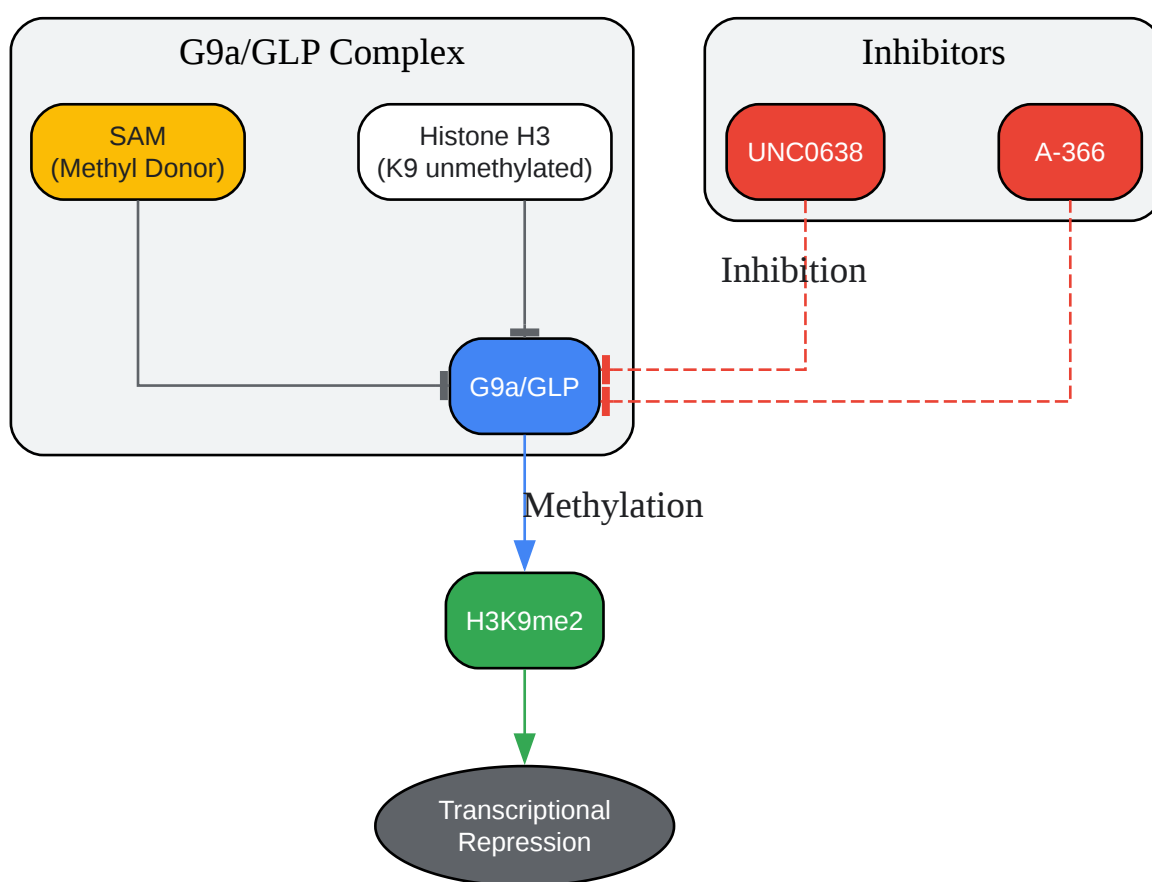 G9a/GLP Complex
Inhibitors
SAM
(Methyl Donor)
Histone H3
(K9 unmethylated)
UNC0638
A-366
Inhibition
G9a/GLP
Methylation
H3K9me2
Transcriptional
Repression